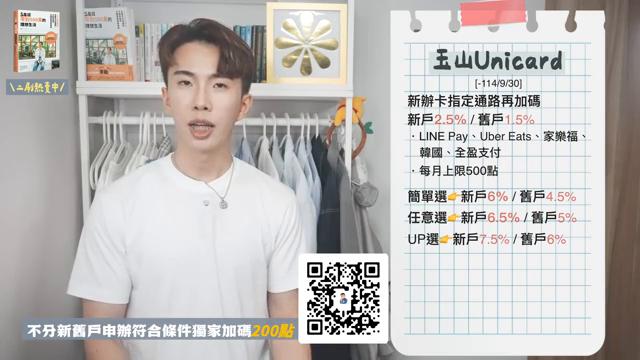 \二刷熱賣中/
玉山Unicard
[-114/9/30]
新辦卡指定通路再加碼
新戶2.5% / 舊戶1.5%
·LINE Pay、Uber Eats、家樂福、
韓國、全盈支付
·每月上限500點
簡單選👉新戶6% / 舊戶4.5%
任意選👉新戶6.5% / 舊戶5%
UP選👉新戶7.5% / 舊戶6%
不分新舊戶申辦符合條件獨家加碼200點